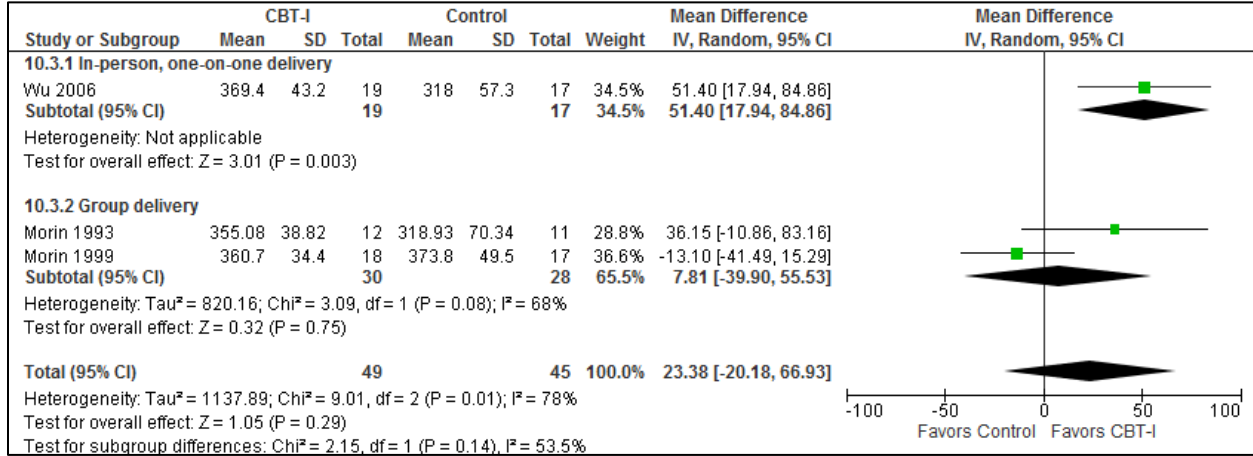 CBT-I Control Mean Difference Mean Difference
Study or Subgroup Mean SD Total Mean SD Total Weight IV, Random, 95% CI IV, Random, 95% CI
10.3.1 In-person, one-on-one delivery
Wu 2006 369.4 43.2 19 318 57.3 17 34.5% 51.40 [17.94, 84.86]
Subtotal (95% CI) 19 17 34.5% 51.40 [17.94, 84.86]
Heterogeneity: Not applicable
Test for overall effect: Z = 3.01 (P = 0.003)
10.3.2 Group delivery
Morin 1993 355.08 38.82 12 318.93 70.34 11 28.8% 36.15 [-10.86, 83.16]
Morin 1999 360.7 34.4 18 373.8 49.5 17 36.6% -13.10 [-41.49, 15.29]
Subtotal (95% CI) 30 28 65.5% 7.81 [-39.90, 55.53]
Heterogeneity: Tau² = 820.16; Chi² = 3.09, df = 1 (P = 0.08); I² = 68%
Test for overall effect: Z = 0.32 (P = 0.75)
Total (95% CI) 49 45 100.0% 23.38 [-20.18, 66.93]
Heterogeneity: Tau² = 1137.89; Chi² = 9.01, df = 2 (P = 0.01); I² = 78%
Test for overall effect: Z = 1.05 (P = 0.29)
Test for subgroup differences: Chi² = 2.15, df = 1 (P = 0.14), I² = 53.5%
-100 -50 0 50 100
Favors Control Favors CBT-I